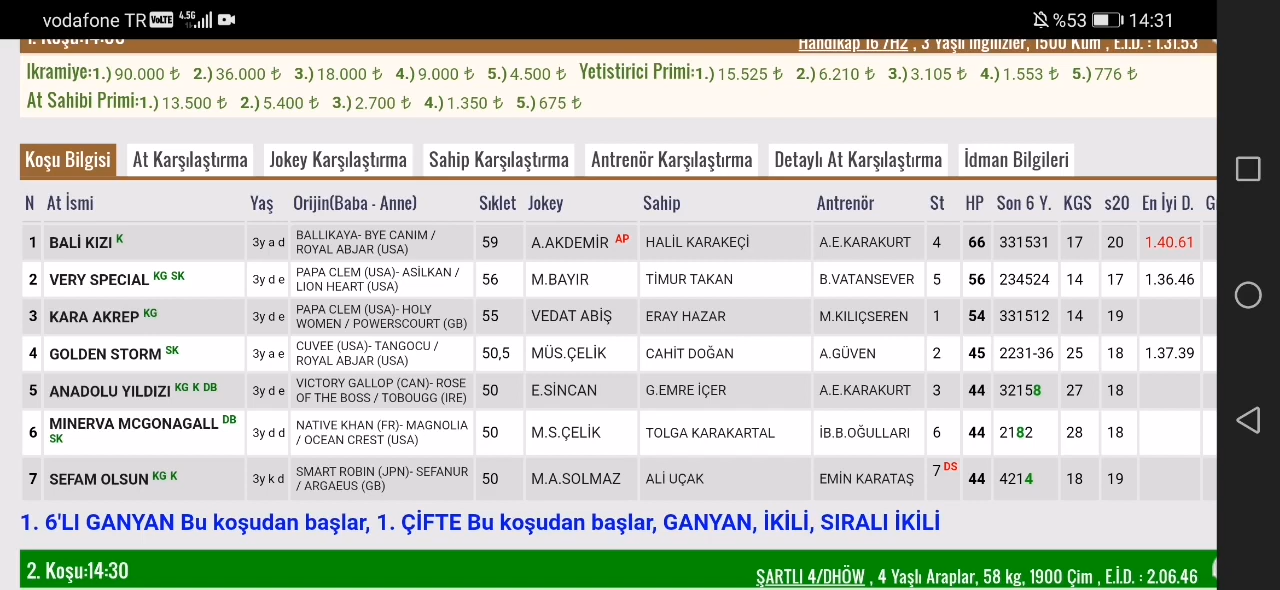 vodafone TR VoLTE 4.5G %53 14:31
1. Koşu:14:00 Handikap 16 /H2 , 3 Yaşlı İngilizler, 1500 Kum , E.İ.D. : 1.31.53
Ikramiye:1.) 90.000 ₺ 2.) 36.000 ₺ 3.) 18.000 ₺ 4.) 9.000 ₺ 5.) 4.500 ₺ Yetistirici Primi:1.) 15.525 ₺ 2.) 6.210 ₺ 3.) 3.105 ₺ 4.) 1.553 ₺ 5.) 776 ₺
At Sahibi Primi:1.) 13.500 ₺ 2.) 5.400 ₺ 3.) 2.700 ₺ 4.) 1.350 ₺ 5.) 675 ₺
Koşu Bilgisi At Karşılaştırma Jokey Karşılaştırma Sahip Karşılaştırma Antrenör Karşılaştırma Detaylı At Karşılaştırma İdman Bilgileri
N At İsmi Yaş Orijin(Baba - Anne) Sıklet Jokey Sahip Antrenör St HP Son 6 Y. KGS s20 En İyi D. G
1 BALİ KIZI K 3y a d BALLIKAYA- BYE CANIM / ROYAL ABJAR (USA) 59 A.AKDEMİR AP HALİL KARAKEÇİ A.E.KARAKURT 4 66 331531 17 20 1.40.61
2 VERY SPECIAL KG SK 3y d e PAPA CLEM (USA)- ASİLKAN / LION HEART (USA) 56 M.BAYIR TİMUR TAKAN B.VATANSEVER 5 56 234524 14 17 1.36.46
3 KARA AKREP KG 3y d e PAPA CLEM (USA)- HOLY WOMEN / POWERSCOURT (GB) 55 VEDAT ABİŞ ERAY HAZAR M.KILIÇSEREN 1 54 331512 14 19
4 GOLDEN STORM SK 3y a e CUVEE (USA)- TANGOCU / ROYAL ABJAR (USA) 50,5 MÜS.ÇELİK CAHİT DOĞAN A.GÜVEN 2 45 2231-36 25 18 1.37.39
5 ANADOLU YILDIZI KG K DB 3y d e VICTORY GALLOP (CAN)- ROSE OF THE BOSS / TOBOUGG (IRE) 50 E.SİNCAN G.EMRE İÇER A.E.KARAKURT 3 44 32158 27 18
6 MINERVA MCGONAGALL DB SK 3y d d NATIVE KHAN (FR)- MAGNOLIA / OCEAN CREST (USA) 50 M.S.ÇELİK TOLGA KARAKARTAL İB.B.OĞULLARI 6 44 2182 28 18
7 SEFAM OLSUN KG K 3y k d SMART ROBIN (JPN)- SEFANUR / ARGAEUS (GB) 50 M.A.SOLMAZ ALİ UÇAK EMİN KARATAŞ 7 DS 44 4214 18 19
1. 6'LI GANYAN Bu koşudan başlar, 1. ÇİFTE Bu koşudan başlar, GANYAN, İKİLİ, SIRALI İKİLİ
2. Koşu:14:30 ŞARTLI 4/DHÖW , 4 Yaşlı Araplar, 58 kg, 1900 Çim , E.İ.D. : 2.06.46